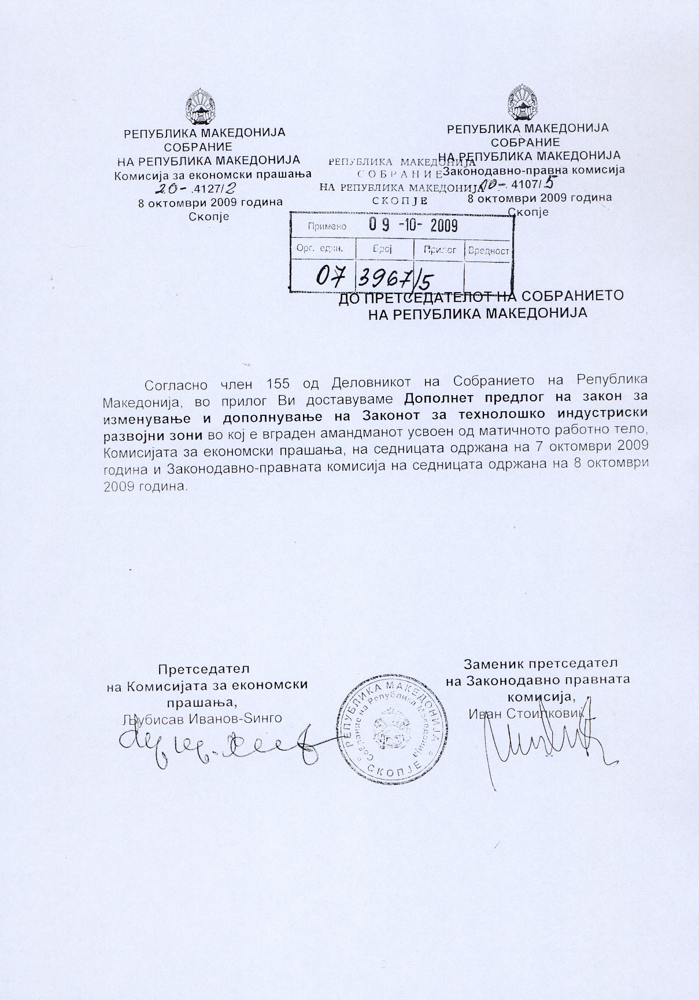 РЕПУБЛИКА МАКЕДОНИЈА
СОБРАНИЕ
НА РЕПУБЛИКА МАКЕДОНИЈА
Комисија за економски прашања
20- .4127/2
8 октомври 2009 година
Скопје
РЕПУБЛИКА МАКЕДОНИЈА
СОБРАНИЕ
НА РЕПУБЛИКА МАКЕДОНИЈА
Законодавно-правна комисија
10-. 4107/5
8 октомври 2009 година
Скопје
РЕПУБЛИКА МАКЕДОНИЈА
СОБРАНИЕ
НА РЕПУБЛИКА МАКЕДОНИЈА
СКОПЈЕ
Примено 09 -10- 2009
Орг. един. Број Прилог Вредност
07 3967/5
ДО ПРЕТСЕДАТЕЛОТ НА СОБРАНИЕТО
НА РЕПУБЛИКА МАКЕДОНИЈА
Согласно член 155 од Деловникот на Собранието на Република
Македонија, во прилог Ви доставуваме Дополнет предлог на закон за
изменување и дополнување на Законот за технолошко индустриски
развојни зони во кој е вграден амандманот усвоен од матичното работно тело,
Комисијата за економски прашања, на седницата одржана на 7 октомври 2009
година и Законодавно-правната комисија на седницата одржана на 8 октомври
2009 година.
Претседател
на Комисијата за економски
прашања,
Љубисав Иванов-Ѕинго
Заменик претседател
на Законодавно правната
комисија,
Иван Стоилковиќ
РЕПУБЛИКА МАКЕДОНИЈА
Собрание на Република Македонија
* СКОПЈЕ *